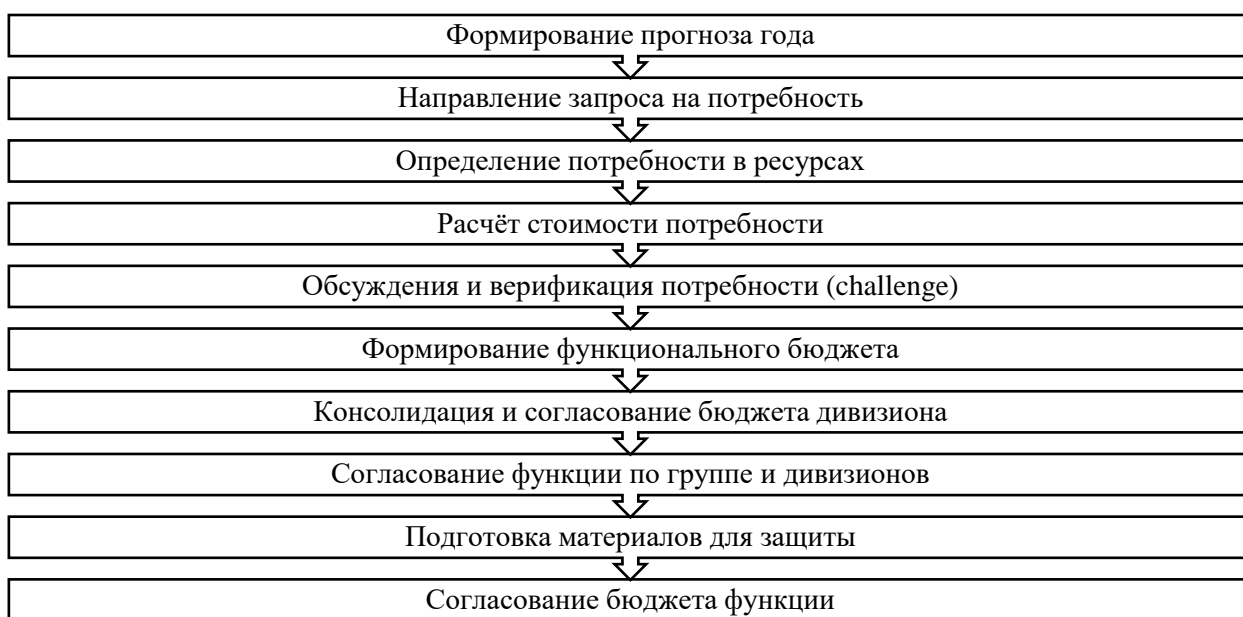 Формирование прогноза года
Направление запроса на потребность
Определение потребности в ресурсах
Расчёт стоимости потребности
Обсуждения и верификация потребности (challenge)
Формирование функционального бюджета
Консолидация и согласование бюджета дивизиона
Согласование функции по группе и дивизионов
Подготовка материалов для защиты
Согласование бюджета функции